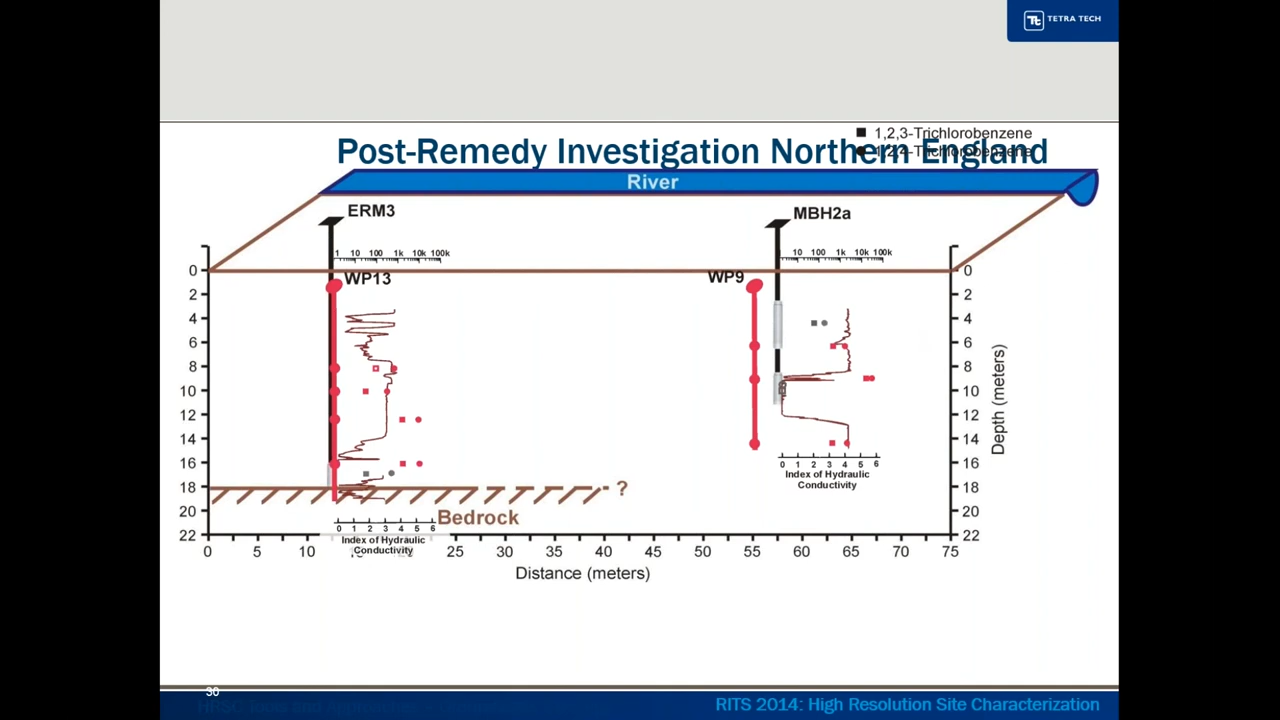 TETRA TECH
1,2,3-Trichlorobenzene
Post-Remedy Investigation Northern England
1,2,4-Trichlorobenzene
River
ERM3
MBH2a
1 10 100 1k 10k 100k
1 10 100 1k 10k 100k
WP13
WP9
0 0
2 2
4 4
6 6
8 8
10 10
12 12
14 14
16 16
18 18
20 20
22 22
Depth (meters)
0 1 2 3 4 5 6
Index of Hydraulic
Conductivity
?
Bedrock
0 1 2 3 4 5 6
Index of Hydraulic
Conductivity
0 5 10 25 30 35 40 45 50 55 60 65 70 75
Distance (meters)
30
HRSC Tools and Approaches
RITS 2014: High Resolution Site Characterization